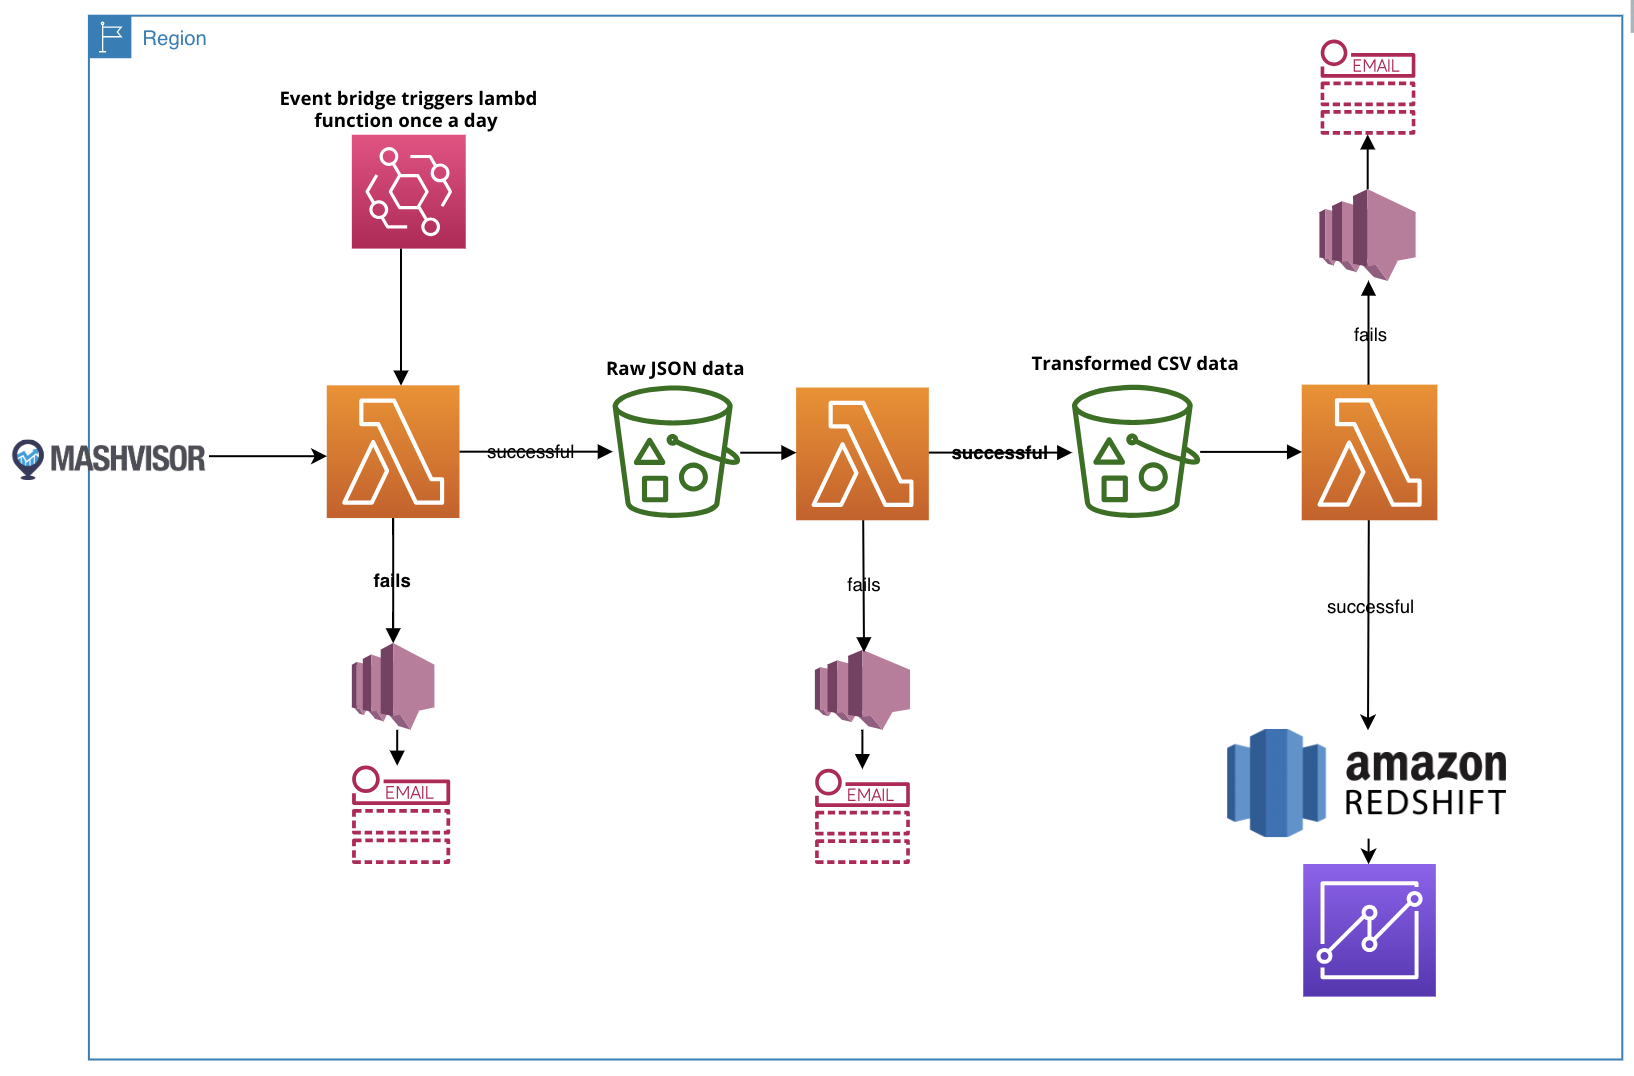 Region
EMAIL
Event bridge triggers lambd
function once a day
fails
Raw JSON data
Transformed CSV data
MASHVISOR
successful
successful
fails
fails
successful
EMAIL
EMAIL
amazon
REDSHIFT